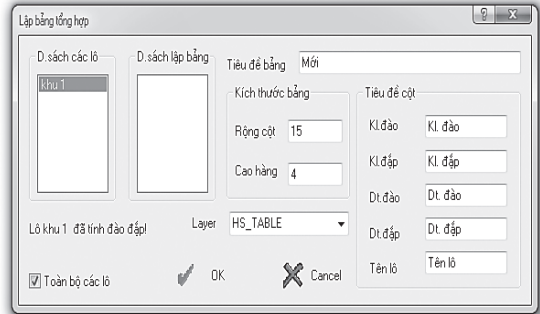 Lập bảng tổng hợp
D.sách các lô
khu 1
D.sách lập bảng
Tiêu đề bảng Mới
Kích thước bảng
Rộng cột 15
Cao hàng 4
Tiêu đề cột
Kl.đào Kl. đào
Kl.đắp Kl. đắp
Dt.đào Dt. đào
Dt.đắp Dt. đắp
Tên lô Tên lô
Lô khu 1 đã tính đào đắp!
Layer HS_TABLE
Toàn bộ các lô
OK
Cancel